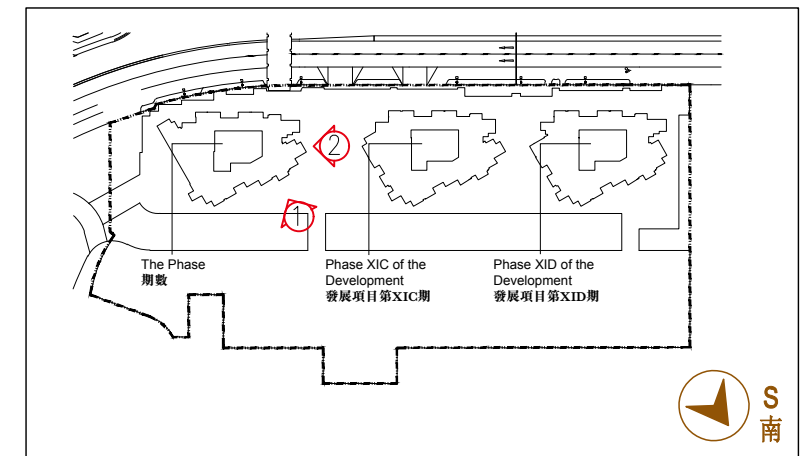 2
1
The Phase
期數
Phase XIC of the
Development
發展項目第XIC期
Phase XID of the
Development
發展項目第XID期
S
南